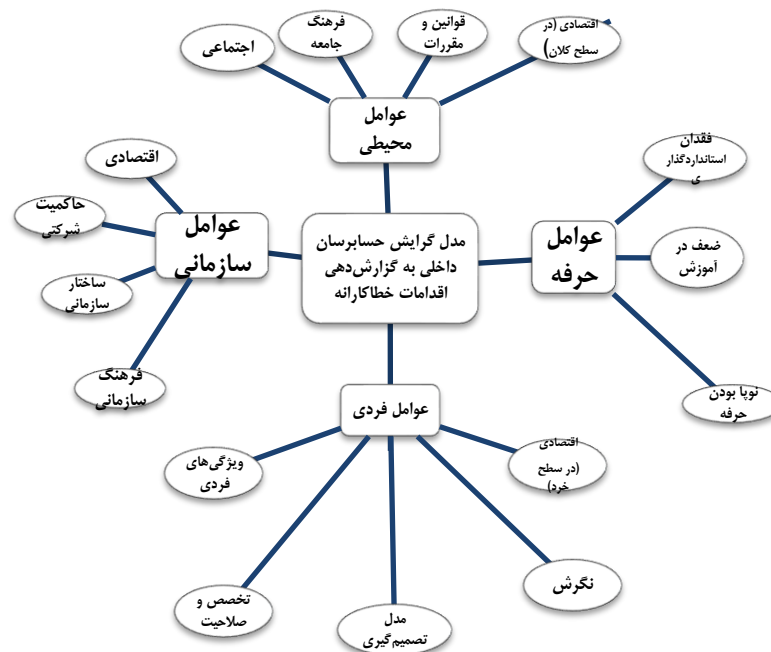 اقتصادی (در
سطح کلان)
قوانین و
مقررات
فرهنگ
جامعه
اجتماعی
عوامل
محیطی
فقدان
استانداردگذار
ی
ضعف در
آموزش
نوپا بودن
حرفه
عوامل
حرفه
مدل گرایش حسابرسان
داخلی به گزارش‌دهی
اقدامات خطاکارانه
عوامل
سازمانی
اقتصادی
حاکمیت
شرکتی
ساختار
سازمانی
فرهنگ
سازمانی
عوامل فردی
اقتصادی
(در سطح
خرد)
نگرش
مدل
تصمیم‌گیری
تخصص و
صلاحیت
ویژگی‌های
فردی